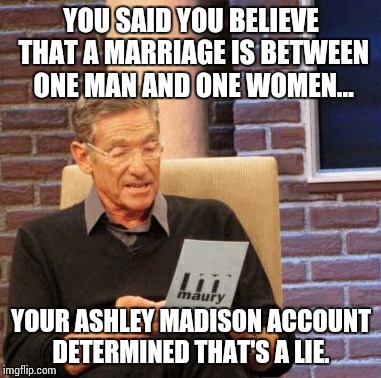 YOU SAID YOU BELIEVE
THAT A MARRIAGE IS BETWEEN
ONE MAN AND ONE WOMEN...
maury
YOUR ASHLEY MADISON ACCOUNT
DETERMINED THAT'S A LIE.
imgflip.com